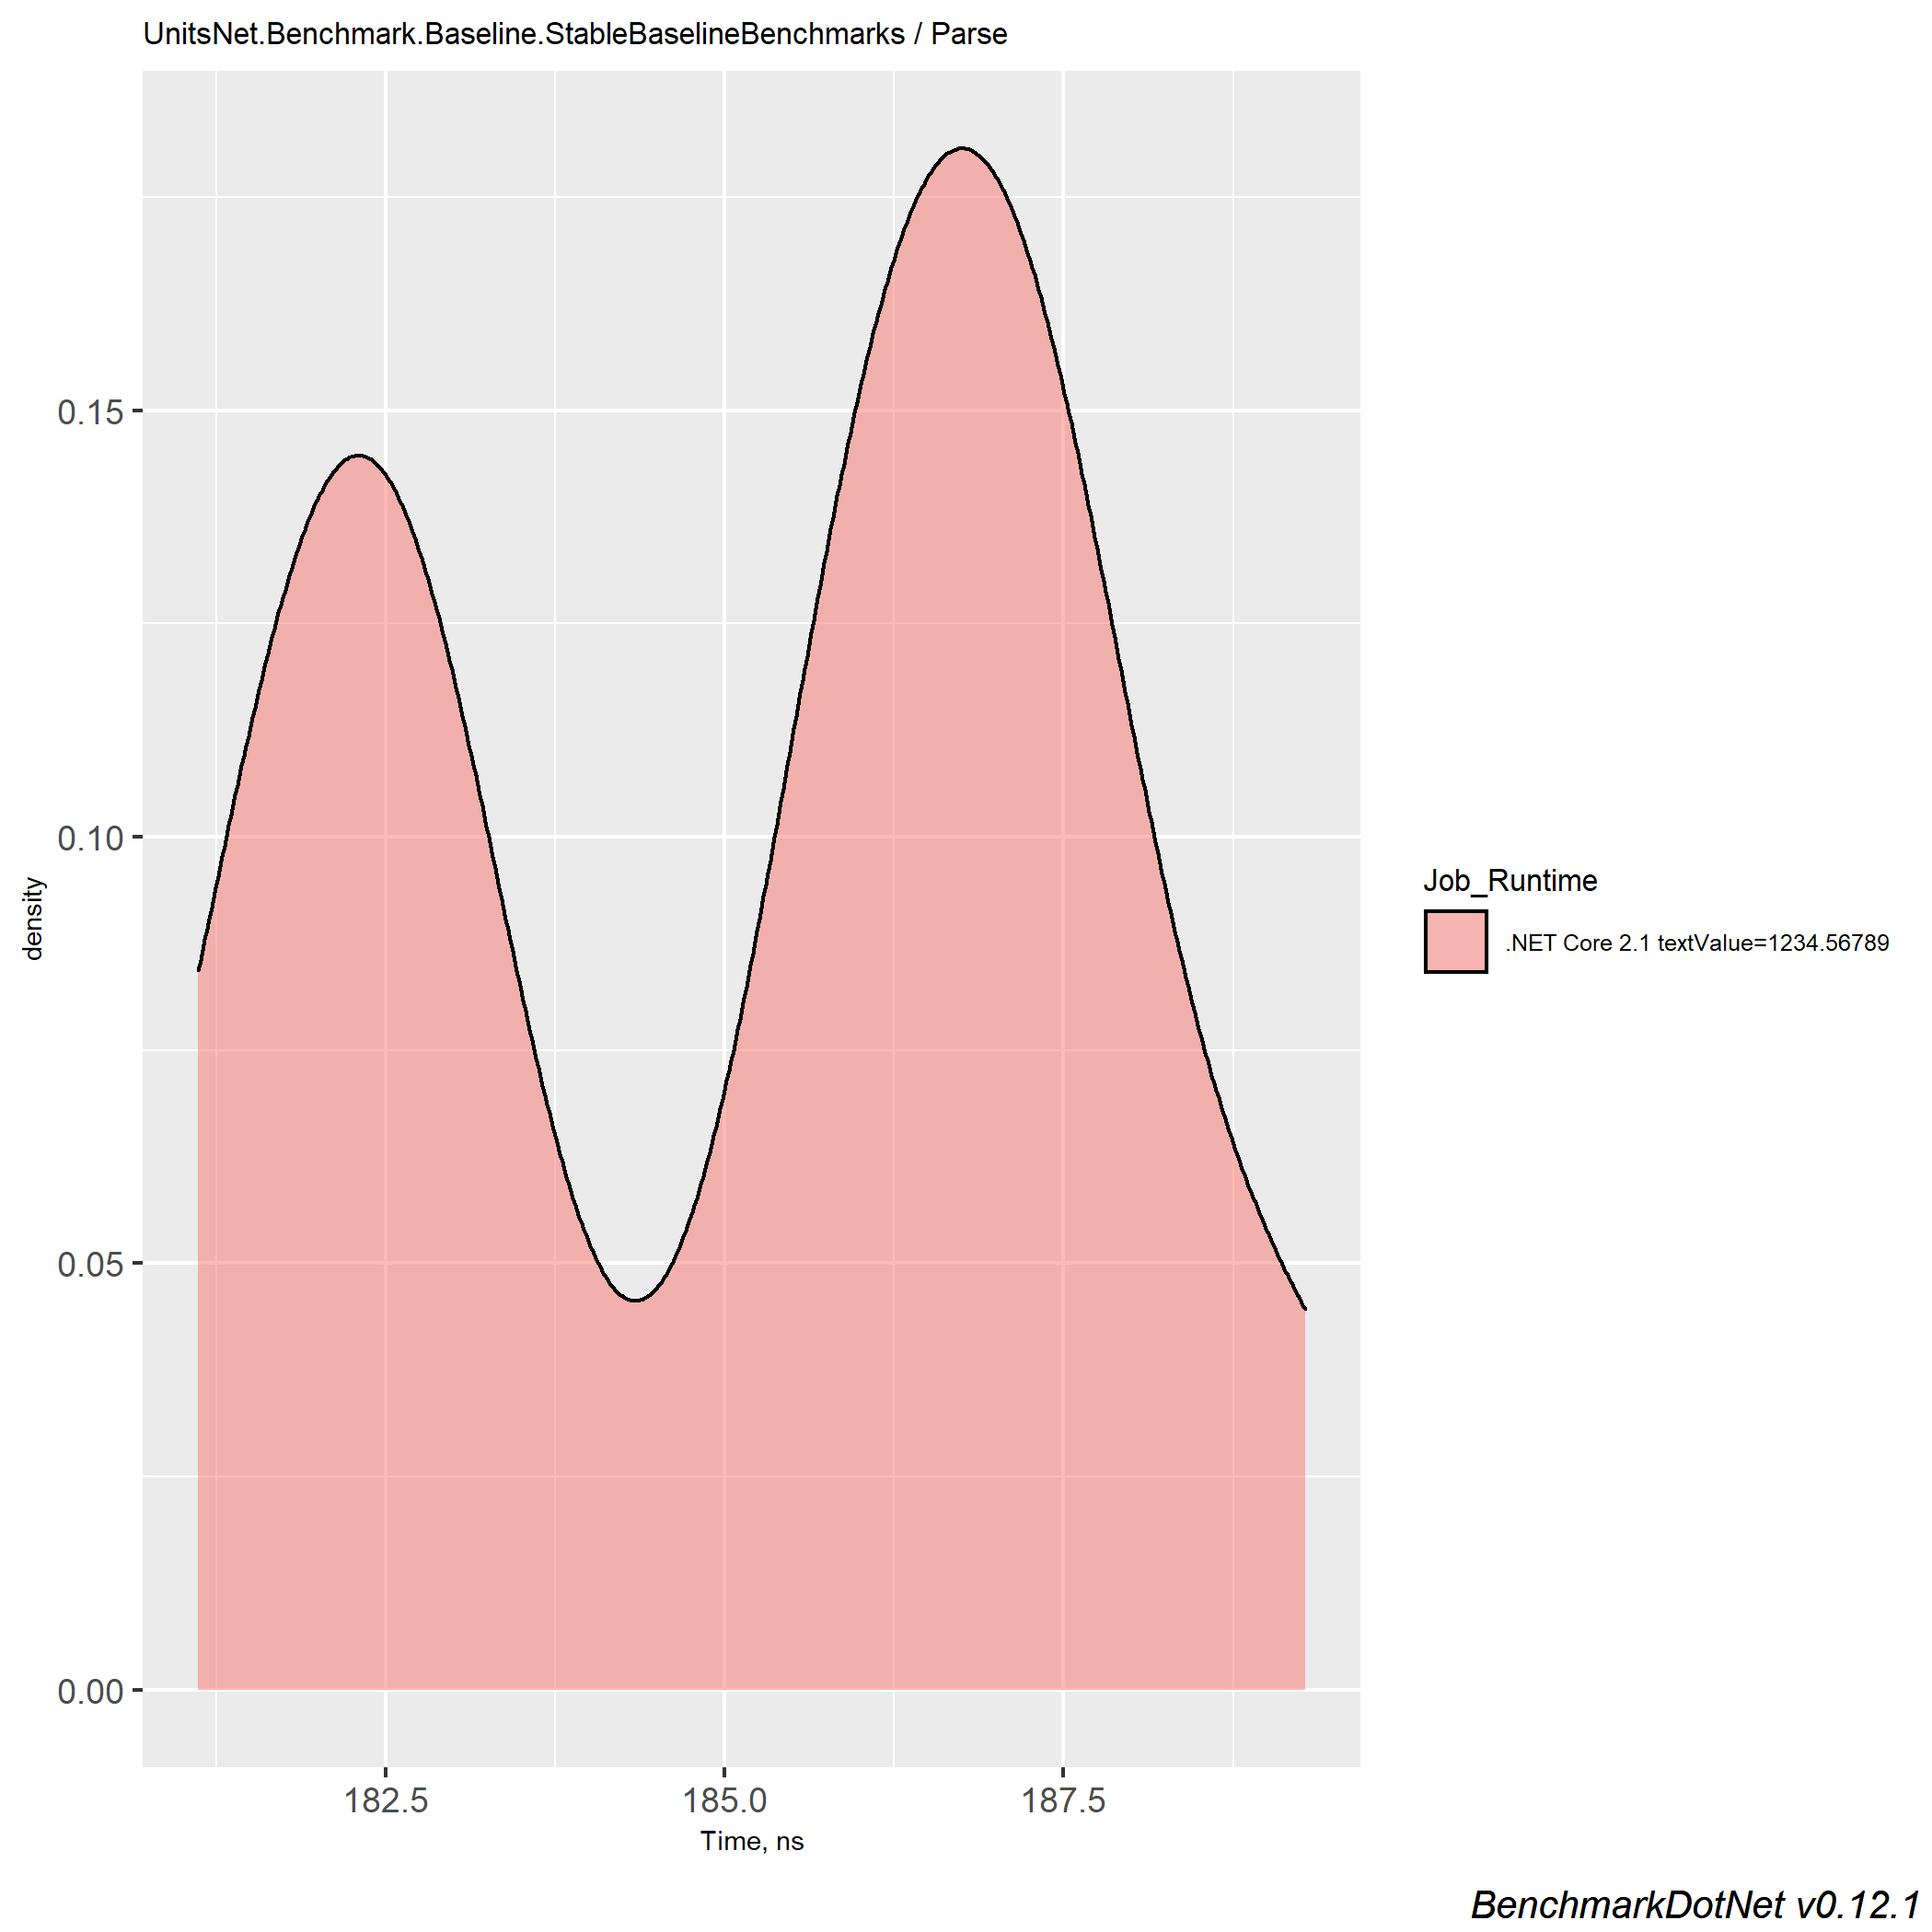 UnitsNet.Benchmark.Baseline.StableBaselineBenchmarks / Parse
0.15
0.10
0.05
0.00
density
182.5 185.0 187.5
Time, ns
Job_Runtime
.NET Core 2.1 textValue=1234.56789
BenchmarkDotNet v0.12.1